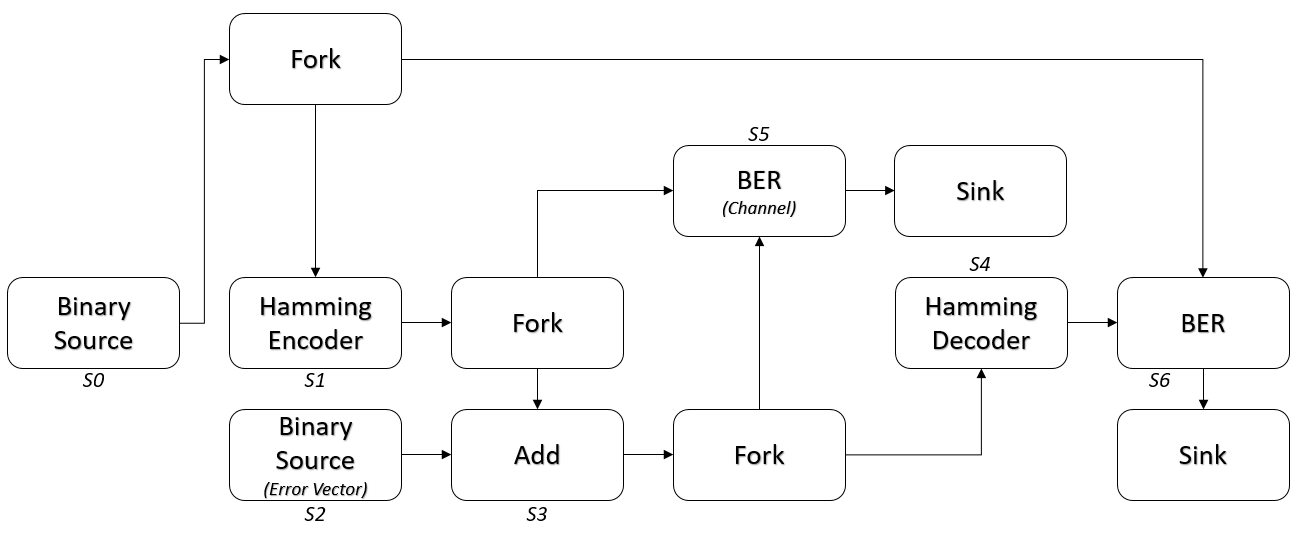 Fork
S5
BER
(Channel)
Sink
S4
Binary
Source
S0
Hamming
Encoder
S1
Fork
Hamming
Decoder
BER
S6
Binary
Source
(Error Vector)
S2
Add
S3
Fork
Sink